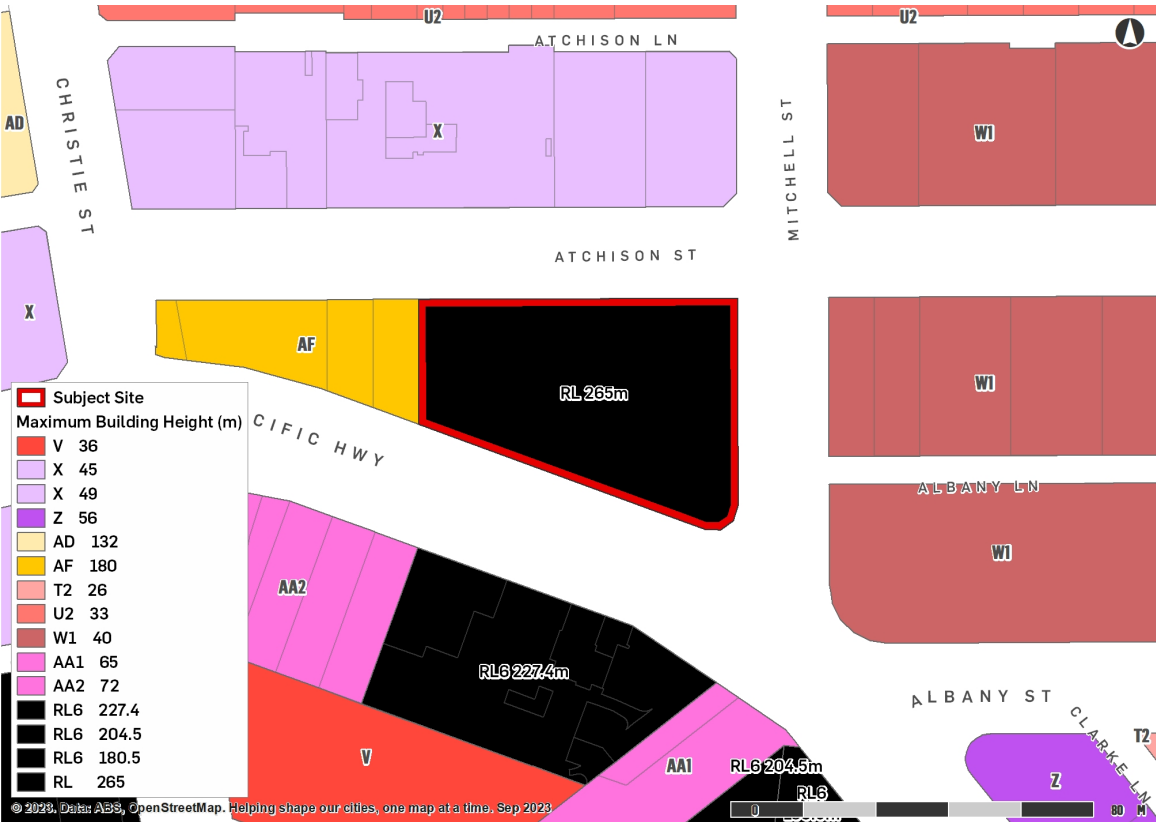 U2
U2
ATCHISON LN
CHRISTIE ST
AD
X
MITCHELL ST
W1
ATCHISON ST
X
AF
RL 265m
W1
Subject Site
Maximum Building Height (m)
V 36
X 45
X 49
Z 56
AD 132
AF 180
T2 26
U2 33
W1 40
AA1 65
AA2 72
RL6 227.4
RL6 204.5
RL6 180.5
RL 265
CIFIC HWY
ALBANY LN
W1
AA2
RL6 227.4m
ALBANY ST
CLARKE LN
T2
V
AA1
RL6 204.5m
Z
RL6
© 2023. Data: ABS, OpenStreetMap. Helping shape our cities, one map at a time. Sep 2023
0 80 M